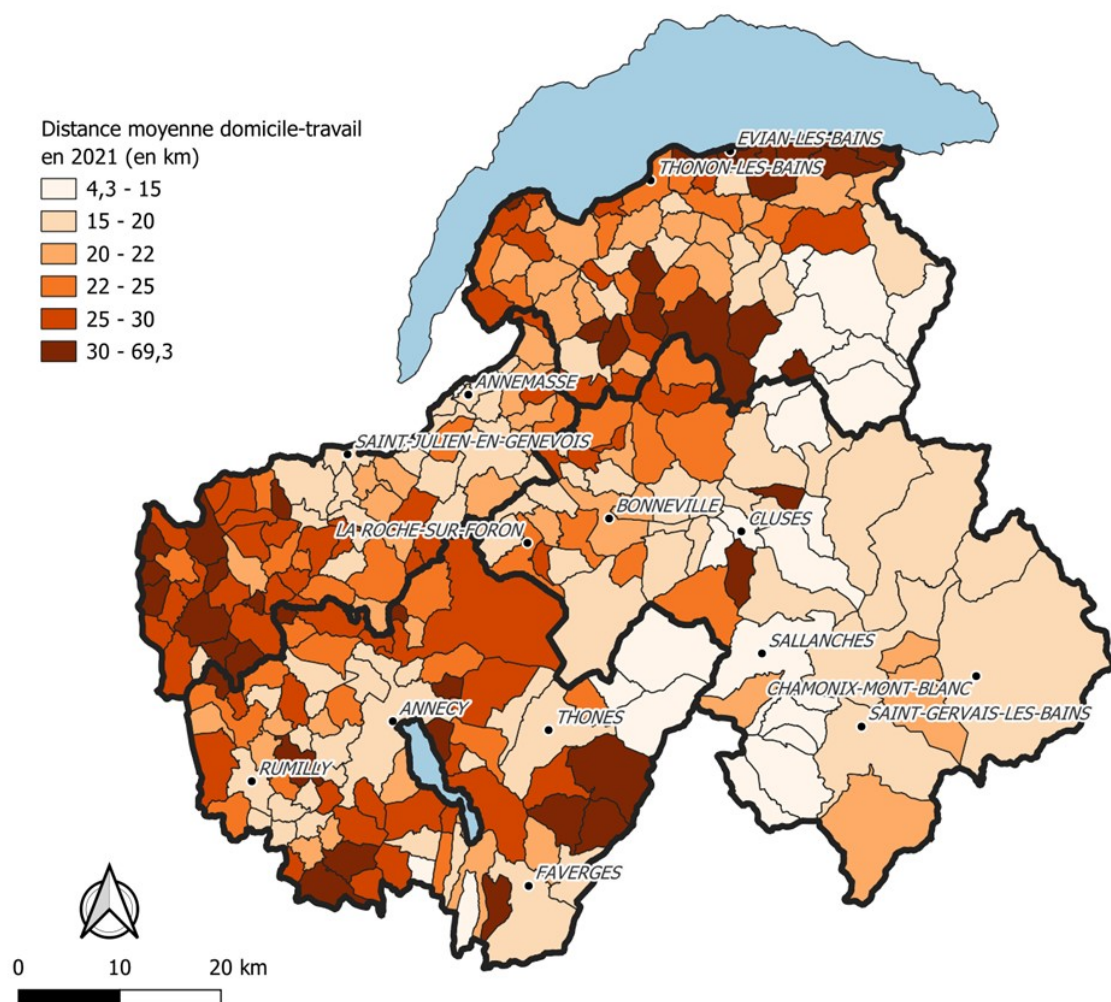 Distance moyenne domicile-travail
en 2021 (en km)
4,3 - 15
15 - 20
20 - 22
22 - 25
25 - 30
30 - 69,3
EVIAN-LES-BAINS
THONON-LES-BAINS
ANNEMASSE
SAINT-JULIEN-EN-GENEVOIS
BONNEVILLE
LA ROCHE-SUR-FORON
CLUSES
SALLANCHES
CHAMONIX-MONT-BLANC
ANNECY
THONES
SAINT-GERVAIS-LES-BAINS
RUMILLY
FAVERGES
0 10 20 km